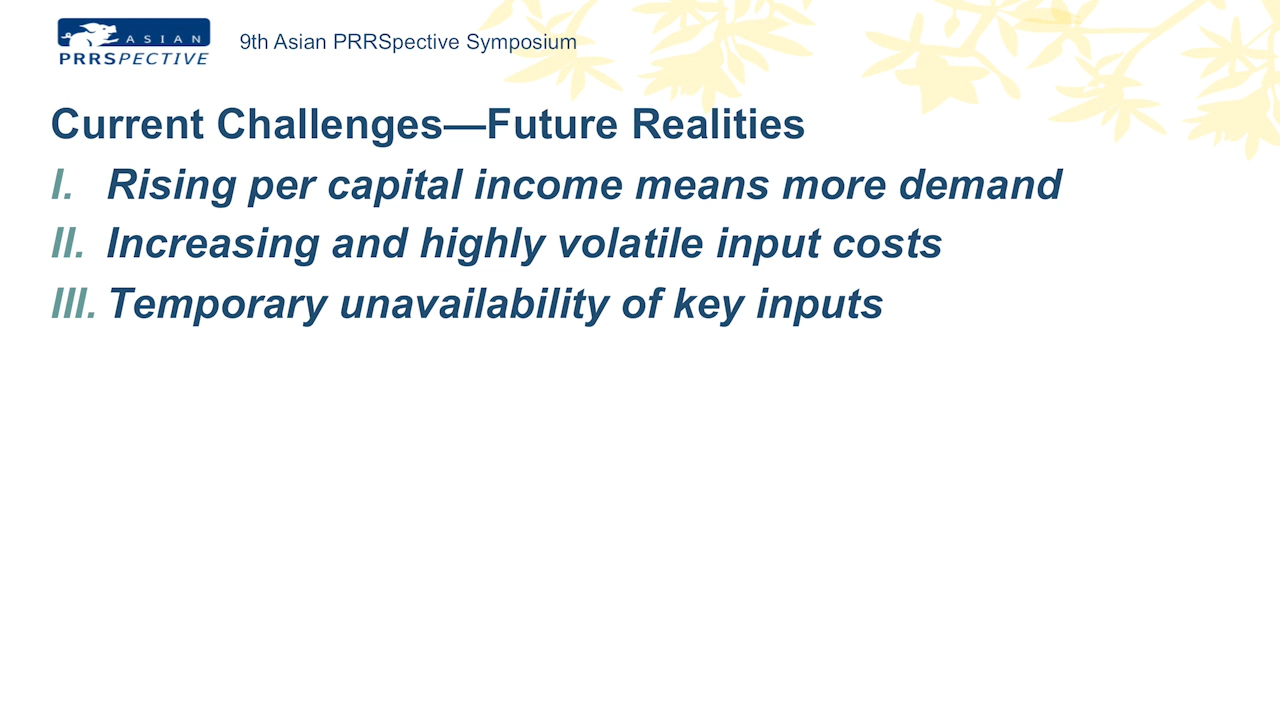 ASIAN
PRRSPECTIVE
9th Asian PRRSpective Symposium
Current Challenges—Future Realities
I. Rising per capital income means more demand
II. Increasing and highly volatile input costs
III. Temporary unavailability of key inputs